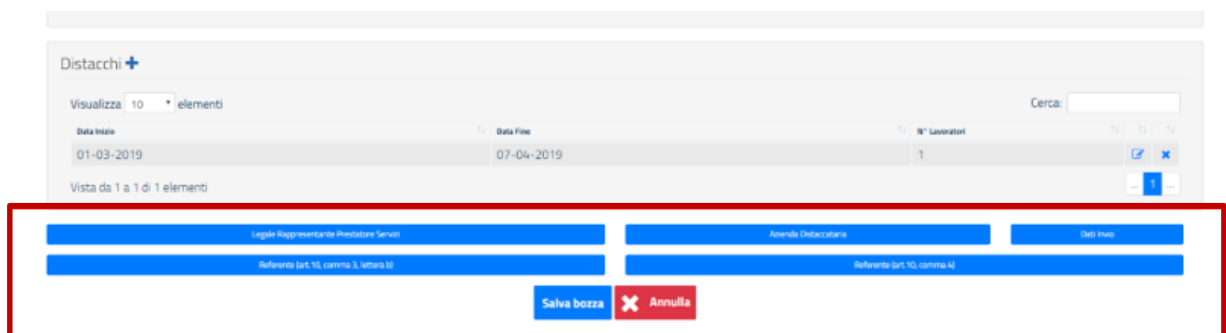 Distacchi
Visualizza 10 elementi Cerca:
Data Inizio Data Fine N° Lavoratori
01-03-2019 07-04-2019 1
Vista da 1 a 1 di 1 elementi ... 1 ...
Legale Rappresentante Prestatore Servizi Azienda Distaccataria Dati Invio
Referente (art. 10, comma 3, lettera b) Referente (art. 10, comma 4)
Salva bozza Annulla